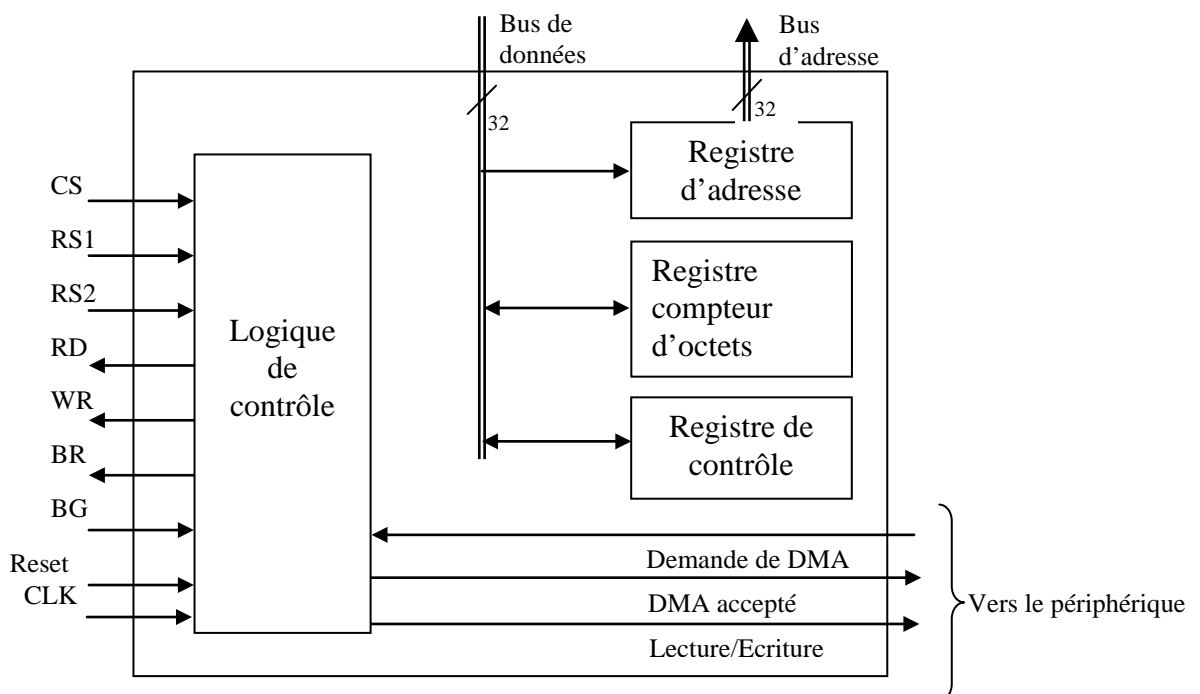 Bus de
données
Bus
d'adresse
32
32
Registre
d'adresse
CS
RS1
RS2
RD
WR
BR
BG
Reset
CLK
Logique
de
contrôle
Registre
compteur
d'octets
Registre de
contrôle
Demande de DMA
DMA accepté
Lecture/Ecriture
Vers le périphérique